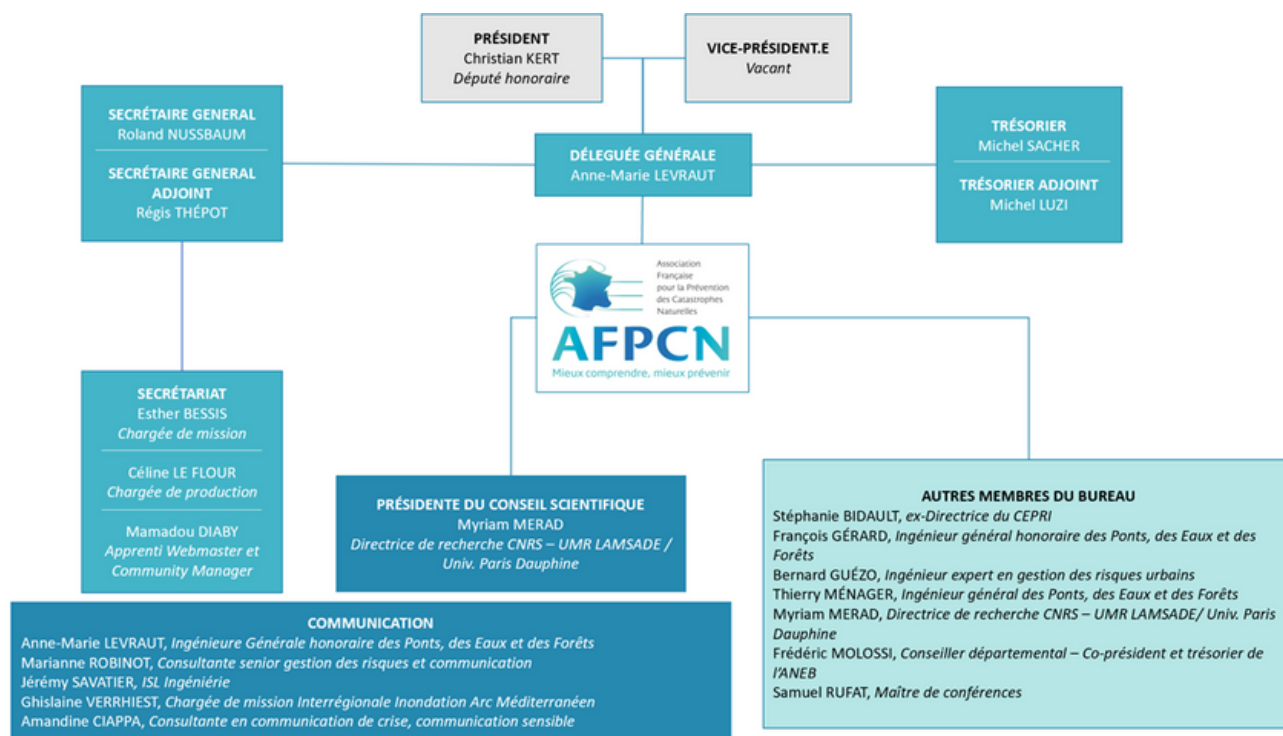 PRÉSIDENT
Christian KERT
Député honoraire
VICE-PRÉSIDENT.E
Vacant
SECRÉTAIRE GENERAL
Roland NUSSBAUM
SECRÉTAIRE GENERAL
ADJOINT
Régis THÉPOT
DÉLEGUÉE GÉNÉRALE
Anne-Marie LEVRAUT
TRÉSORIER
Michel SACHER
TRÉSORIER ADJOINT
Michel LUZI
Association
Française
pour la Prévention
des Catastrophes
Naturelles
AFPCN
Mieux comprendre, mieux prévenir
SECRÉTARIAT
Esther BESSIS
Chargée de mission
Céline LE FLOUR
Chargée de production
Mamadou DIABY
Apprenti Webmaster et
Community Manager
PRÉSIDENTE DU CONSEIL SCIENTIFIQUE
Myriam MERAD
Directrice de recherche CNRS – UMR LAMSADE /
Univ. Paris Dauphine
AUTRES MEMBRES DU BUREAU
Stéphanie BIDAULT, ex-Directrice du CEPRI
François GÉRARD, Ingénieur général honoraire des Ponts, des Eaux et des
Forêts
Bernard GUÉZO, Ingénieur expert en gestion des risques urbains
Thierry MÉNAGER, Ingénieur général des Ponts, des Eaux et des Forêts
Myriam MERAD, Directrice de recherche CNRS – UMR LAMSADE/ Univ. Paris
Dauphine
Frédéric MOLOSSI, Conseiller départemental – Co-président et trésorier de
l'ANEB
Samuel RUFAT, Maître de conférences
COMMUNICATION
Anne-Marie LEVRAUT, Ingénieure Générale honoraire des Ponts, des Eaux et des Forêts
Marianne ROBINOT, Consultante senior gestion des risques et communication
Jérémy SAVATIER, ISL Ingéniérie
Ghislaine VERRHIEST, Chargée de mission Interrégionale Inondation Arc Méditerranéen
Amandine CIAPPA, Consultante en communication de crise, communication sensible